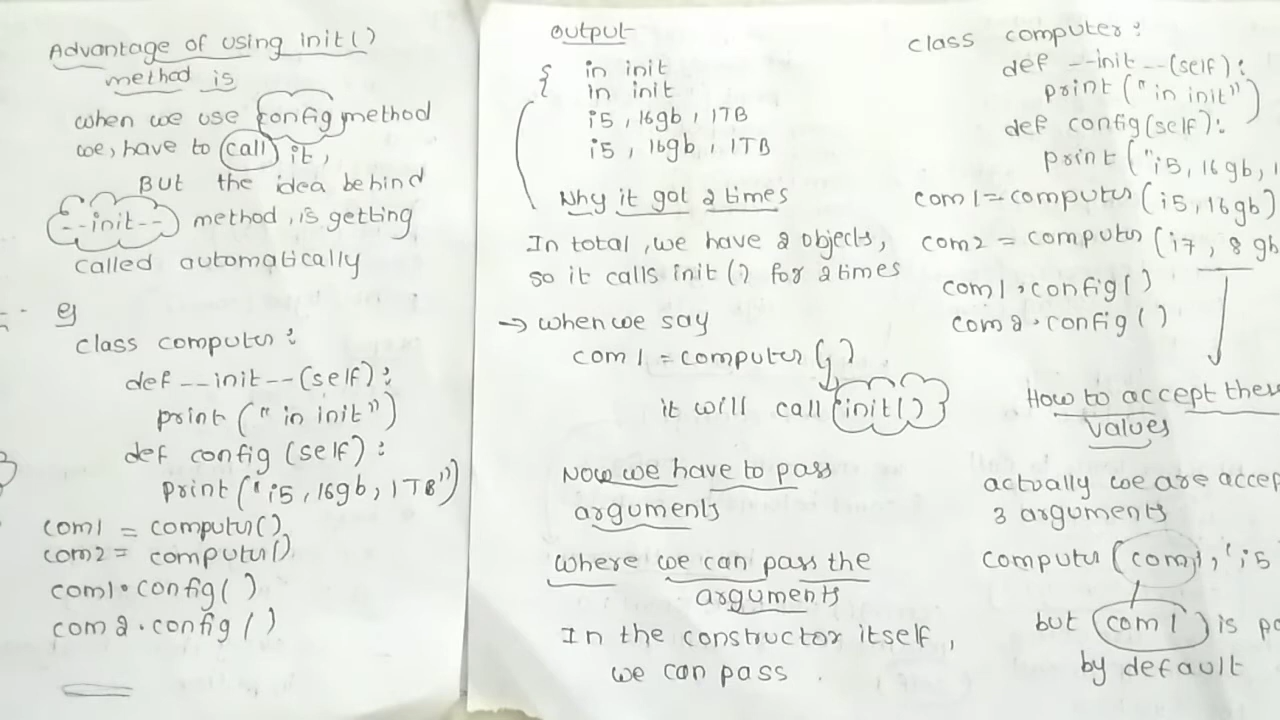 Advantage of using init()
method is
when we use config method
we, have to call it,
BUT the idea behind
--init-- method, is getting
called automatically
eg
class computer:
def --init--(self):
print ("in init")
def config (self):
print ("i5, 16gb, 1TB")
com1 = computer()
com2 = computer()
com1.config()
com2.config()
output
{ in init
in init
i5, 16gb, 1TB
i5, 16gb, 1TB
Why it got 2 times
In total, we have 2 objects,
so it calls init() for 2 times
→ when we say
com1 = computer()
it will call init()
Now we have to pass
arguments
Where we can pass the
arguments
In the constructor itself,
we can pass.
class computer:
def --init--(self):
print ("in init")
def config(self):
print ("i5, 16gb, 1
com1 = computer (i5, 16gb)
com2 = computer (i7, 8gb
com1.config()
com2.config()
How to accept these
values
actually we are accep
3 arguments
computer (com1, 'i5
but com1 is pa
by default